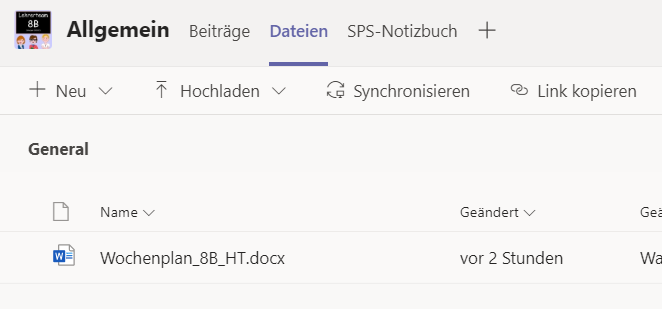 Lehrerteam
8B
Allgemein Beiträge Dateien SPS-Notizbuch
Neu Hochladen Synchronisieren Link kopieren
General
Name Geändert
Wochenplan_8B_HT.docx vor 2 Stunden